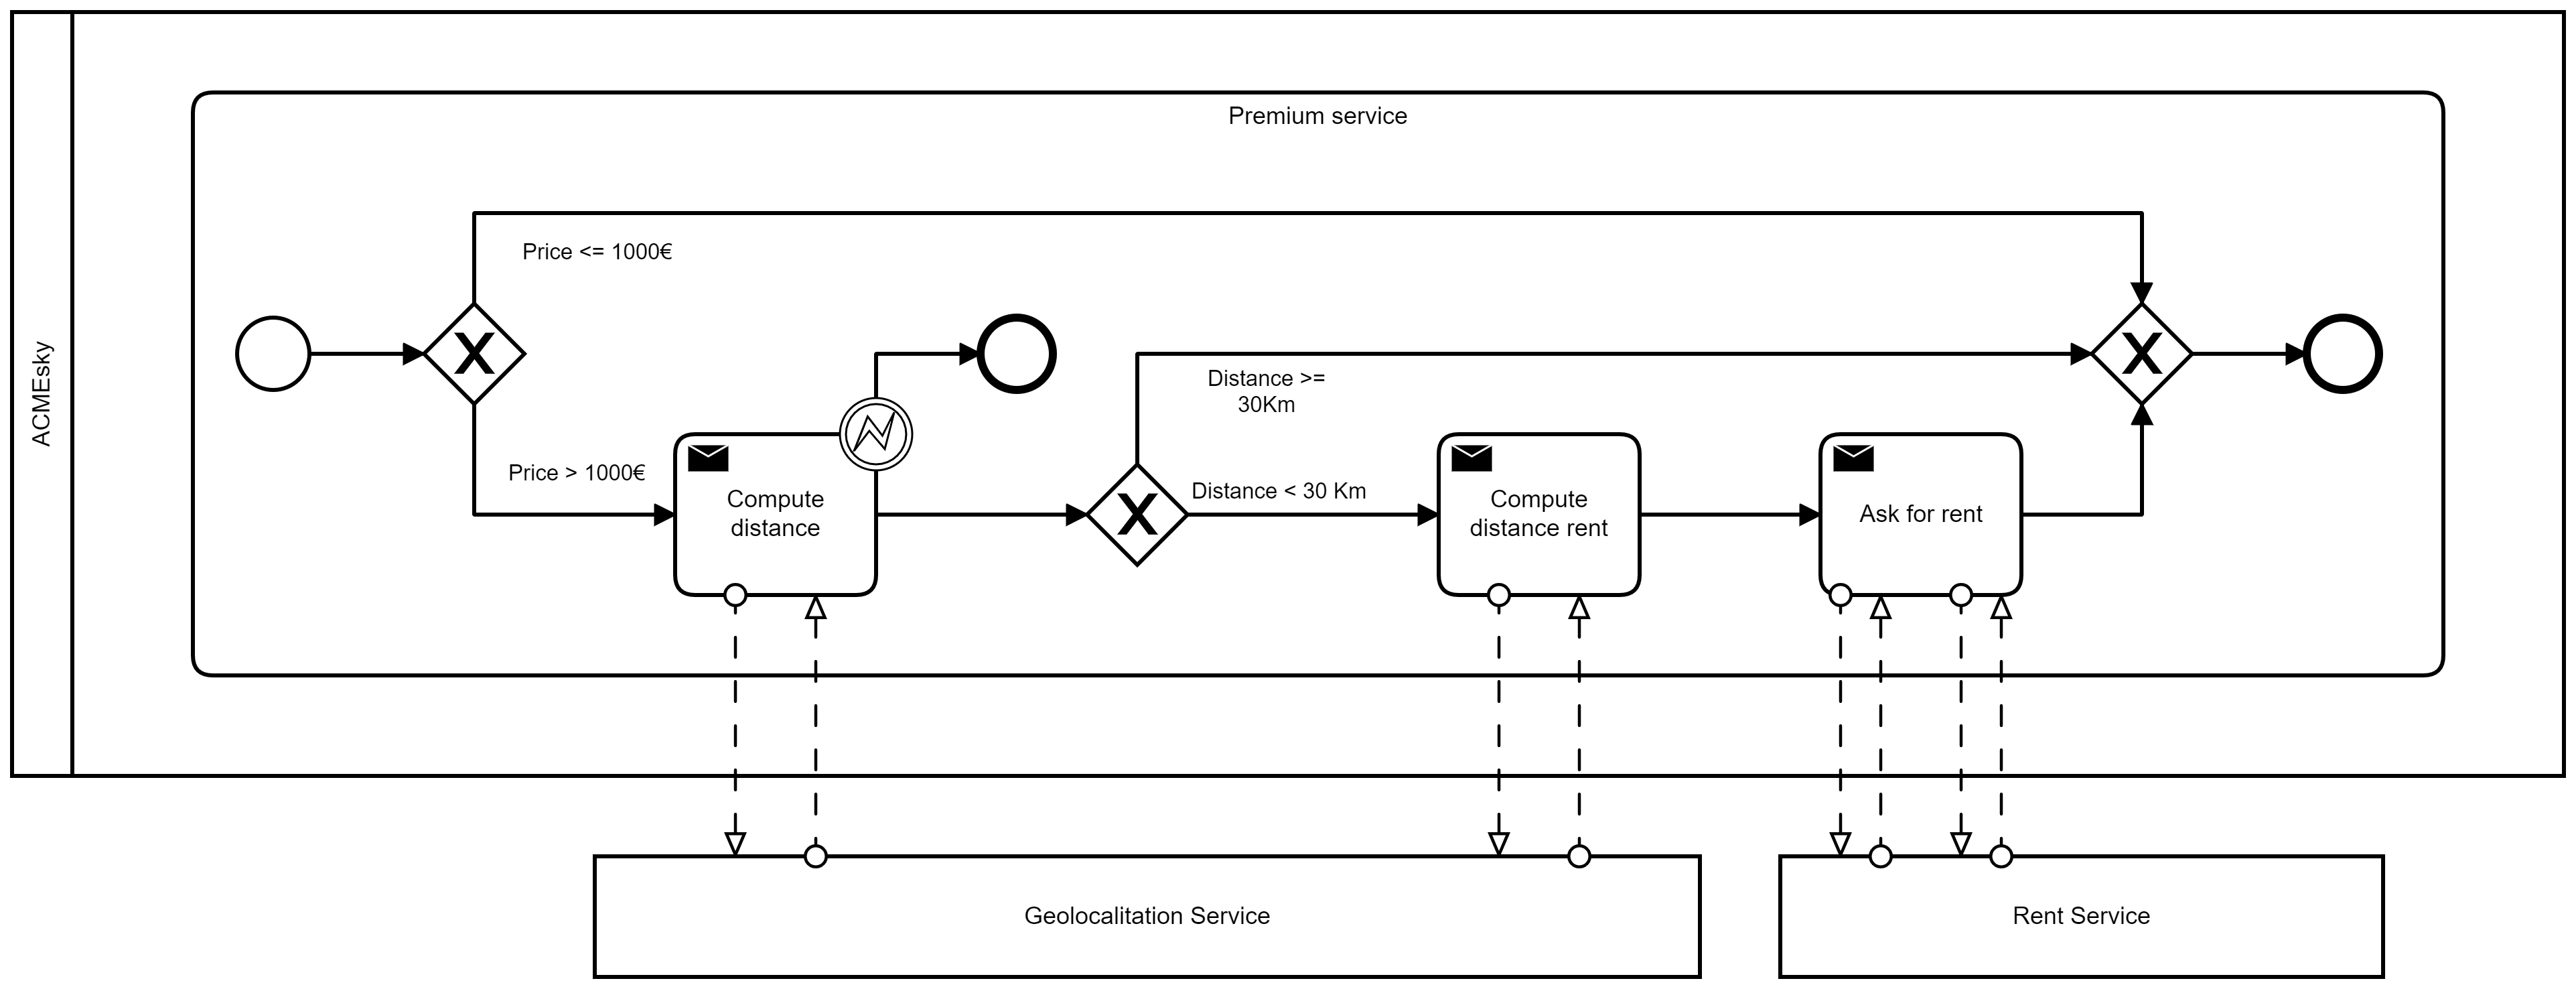 ACMEsky
Premium service
Price <= 1000€
Price > 1000€
Compute
distance
Distance >=
30Km
Distance < 30 Km
Compute
distance rent
Ask for rent
Geolocalitation Service
Rent Service